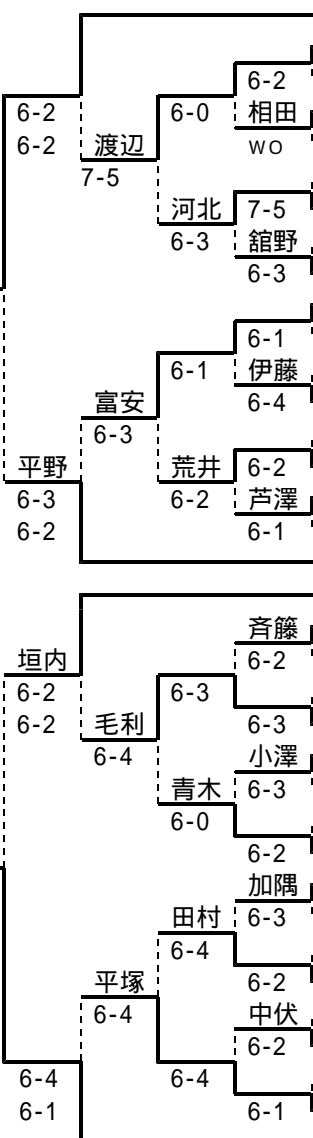 6-2
6-2 6-0 相田
6-2 渡辺 WO
7-5
河北 7-5
6-3 舘野
6-3
6-1
6-1 伊藤
富安 6-4
6-3
平野 荒井 6-2
6-3 6-2 芦澤
6-2 6-1
斉籐
垣内 6-2
6-2 6-3
6-2 毛利 6-3
6-4 小澤
青木 6-3
6-0
6-2
加隅
田村 6-3
6-4
平塚 6-2
6-4 中伏
6-2
6-4 6-4
6-1 6-1